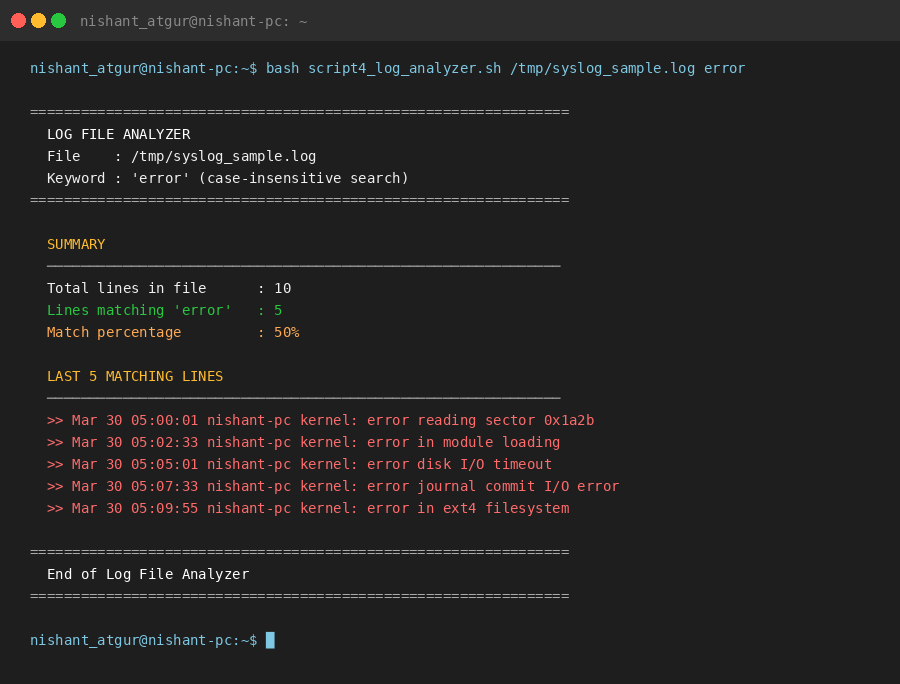 nishant_atgur@nishant-pc: ~
nishant_atgur@nishant-pc:~$ bash script4_log_analyzer.sh /tmp/syslog_sample.log error
================================================================
LOG FILE ANALYZER
File    : /tmp/syslog_sample.log
Keyword : 'error' (case-insensitive search)
================================================================
SUMMARY
─────────────────────────────────────────────────────────────
Total lines in file      : 10
Lines matching 'error'   : 5
Match percentage         : 50%
LAST 5 MATCHING LINES
─────────────────────────────────────────────────────────────
>> Mar 30 05:00:01 nishant-pc kernel: error reading sector 0x1a2b
>> Mar 30 05:02:33 nishant-pc kernel: error in module loading
>> Mar 30 05:05:01 nishant-pc kernel: error disk I/O timeout
>> Mar 30 05:07:33 nishant-pc kernel: error journal commit I/O error
>> Mar 30 05:09:55 nishant-pc kernel: error in ext4 filesystem
================================================================
End of Log File Analyzer
================================================================
nishant_atgur@nishant-pc:~$